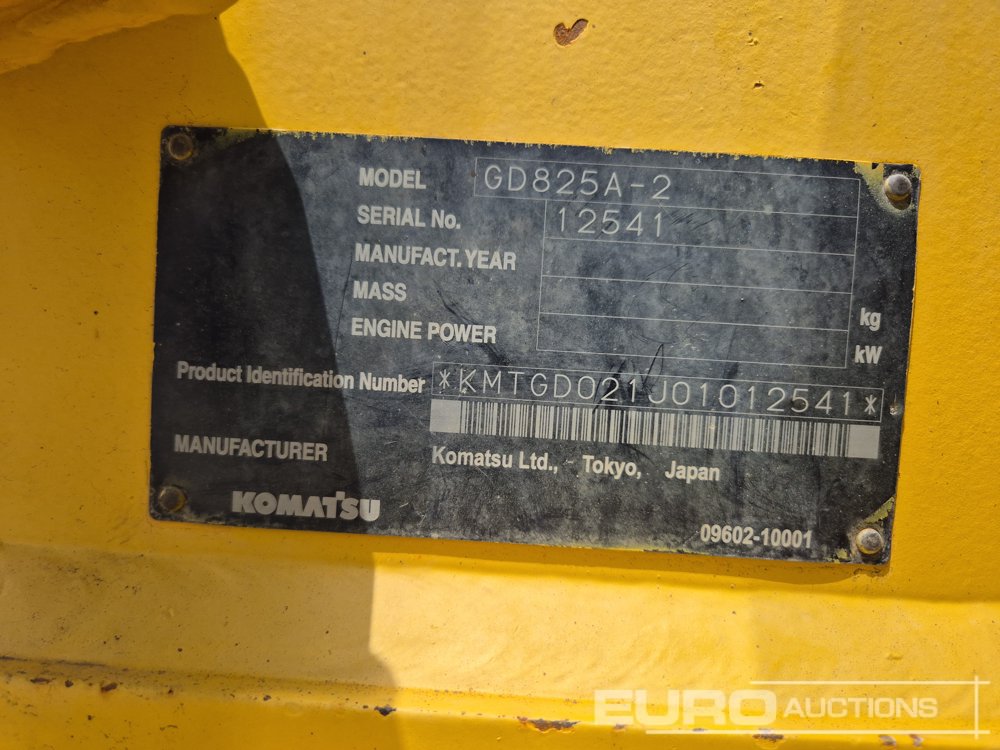 MODEL GD825A-2
SERIAL No. 12541
MANUFACT. YEAR
MASS kg
ENGINE POWER kW
Product Identification Number *KMTGD021J01012541*
MANUFACTURER Komatsu Ltd., Tokyo, Japan
KOMATSU
09602-10001
EURO AUCTIONS